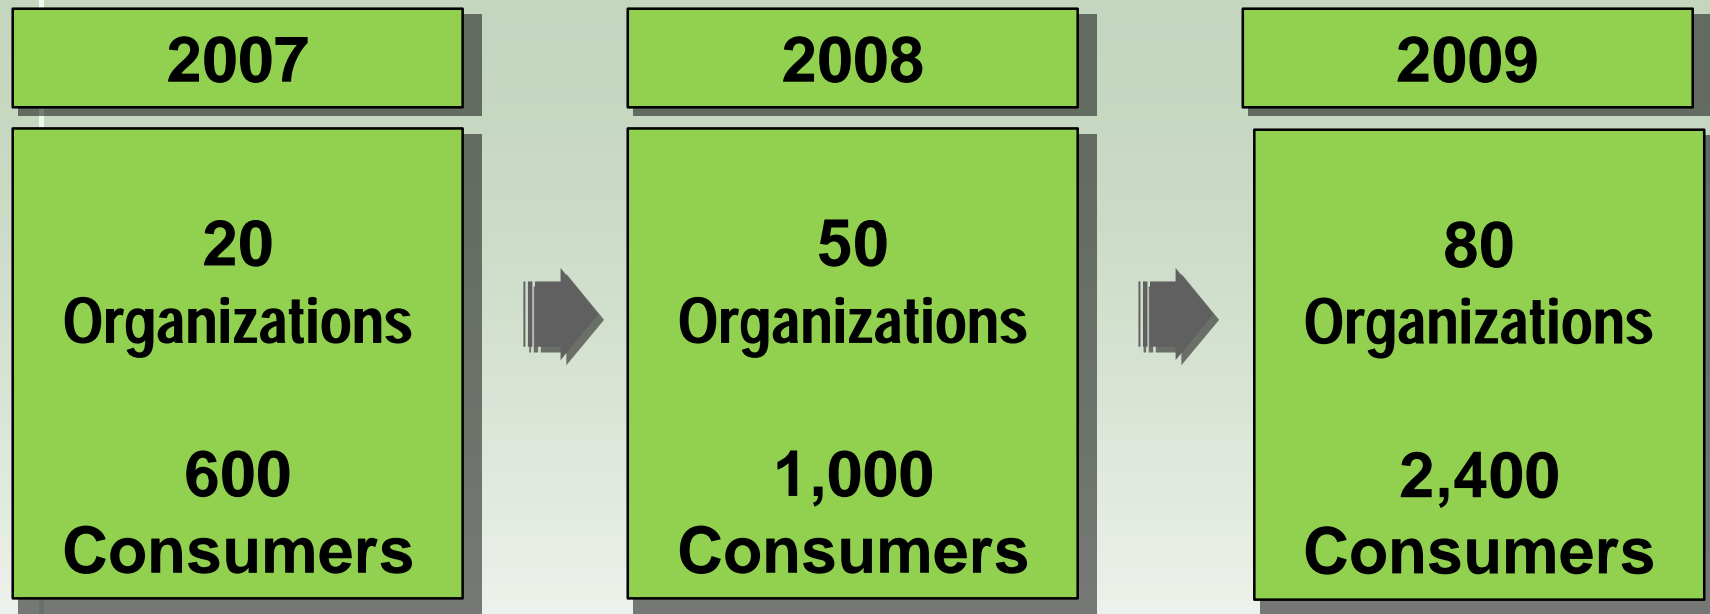 2007
20
Organizations
600
Consumers
2008
50
Organizations
1,000
Consumers
2009
80
Organizations
2,400
Consumers